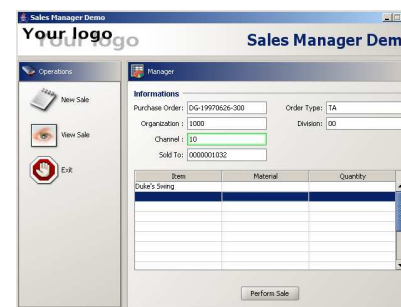 Sales Manager Demo
Your logo
Sales Manager Dem
Operations
Manager
New Sale
View Sale
Exit
Informations
Purchase Order: DG-19970626-300 Order Type: TA
Organization : 1000 Division: 00
Channel : 10
Sold To: 0000001032
Item Material Quantity
Duke's Swing
Perform Sale